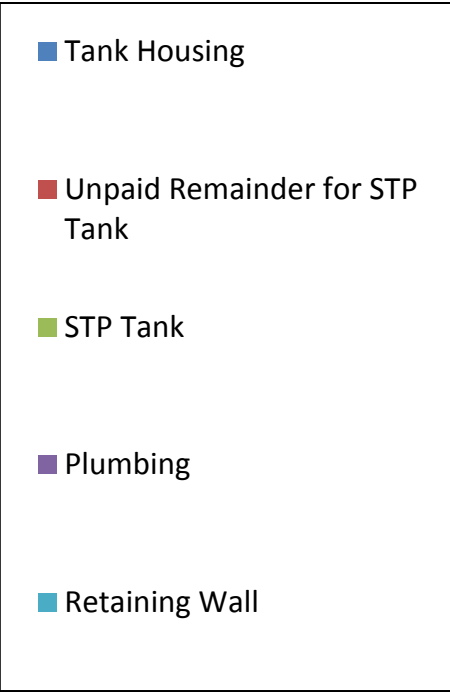 Tank Housing
Unpaid Remainder for STP
Tank
STP Tank
Plumbing
Retaining Wall